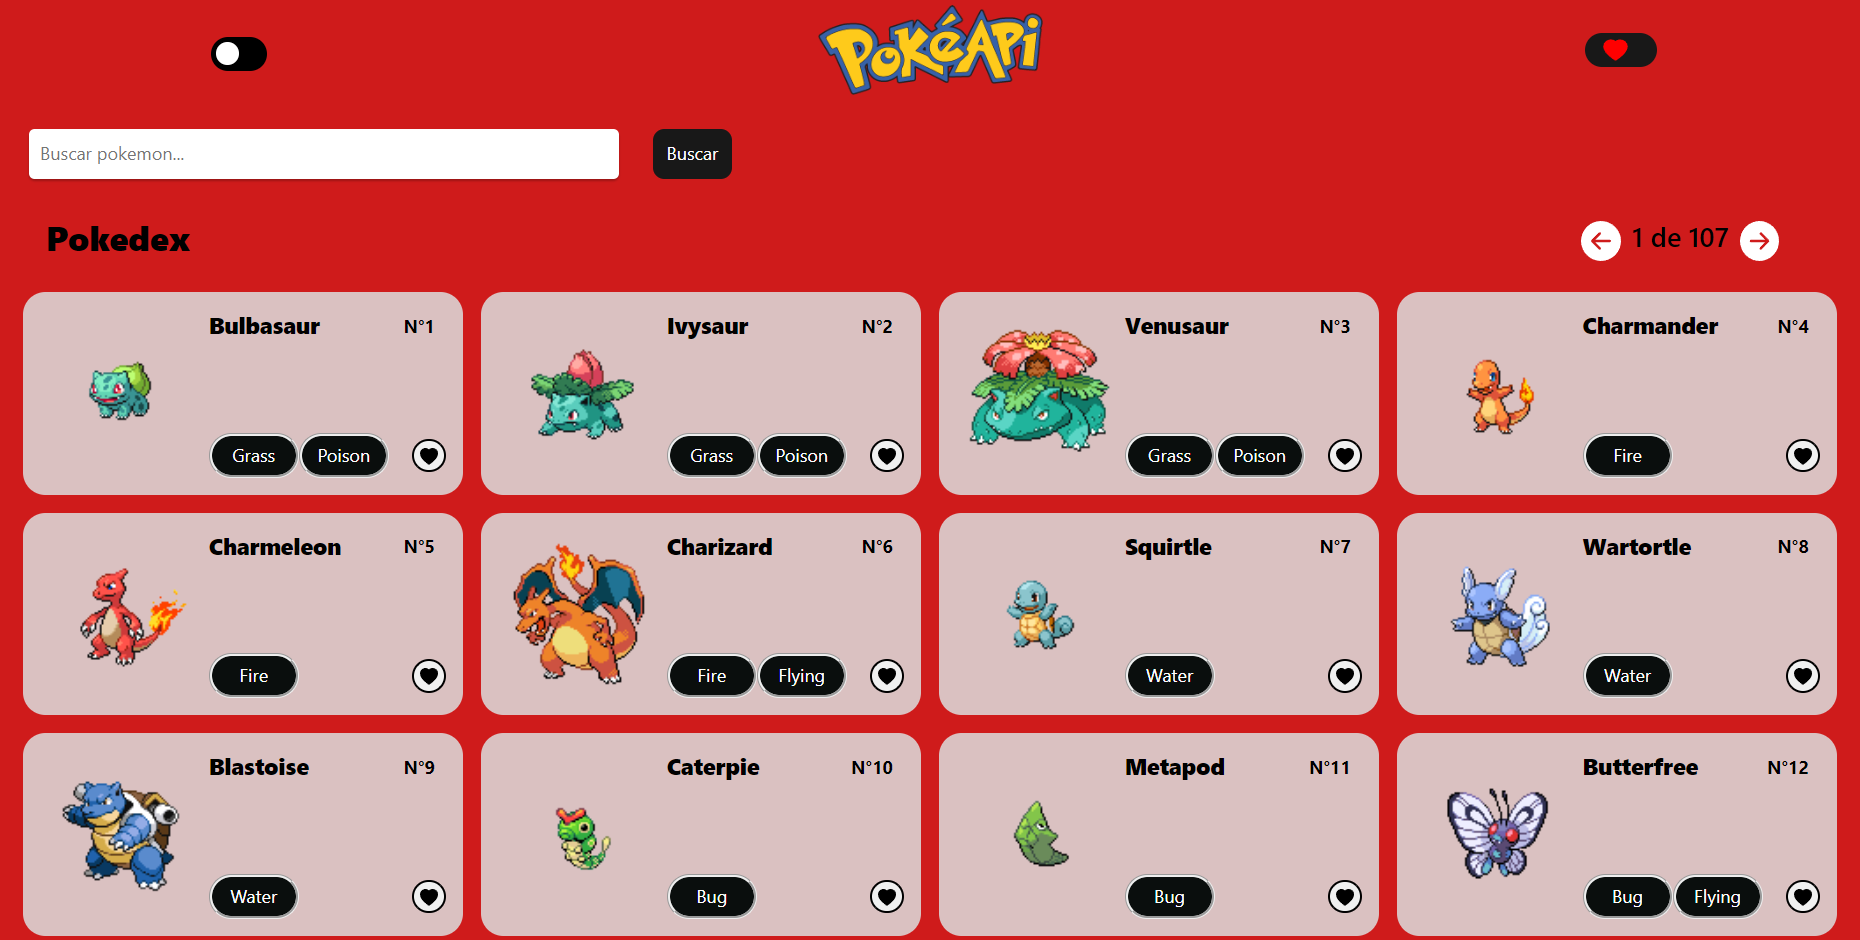 PokéApi
Buscar pokemon...
Buscar
Pokedex
1 de 107
Bulbasaur N°1
Grass Poison
Ivysaur N°2
Grass Poison
Venusaur N°3
Grass Poison
Charmander N°4
Fire
Charmeleon N°5
Fire
Charizard N°6
Fire Flying
Squirtle N°7
Water
Wartortle N°8
Water
Blastoise N°9
Water
Caterpie N°10
Bug
Metapod N°11
Bug
Butterfree N°12
Bug Flying